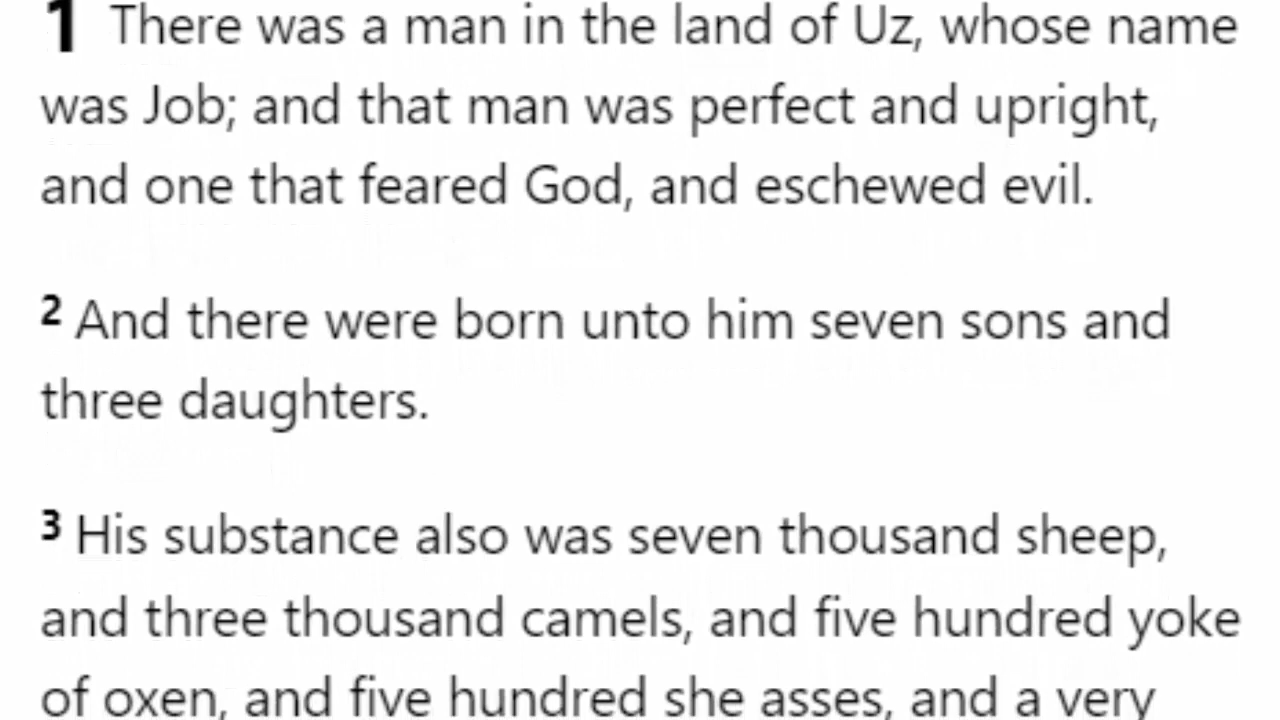 1 There was a man in the land of Uz, whose name
was Job; and that man was perfect and upright,
and one that feared God, and eschewed evil.
2 And there were born unto him seven sons and
three daughters.
3 His substance also was seven thousand sheep,
and three thousand camels, and five hundred yoke
of oxen, and five hundred she asses, and a very